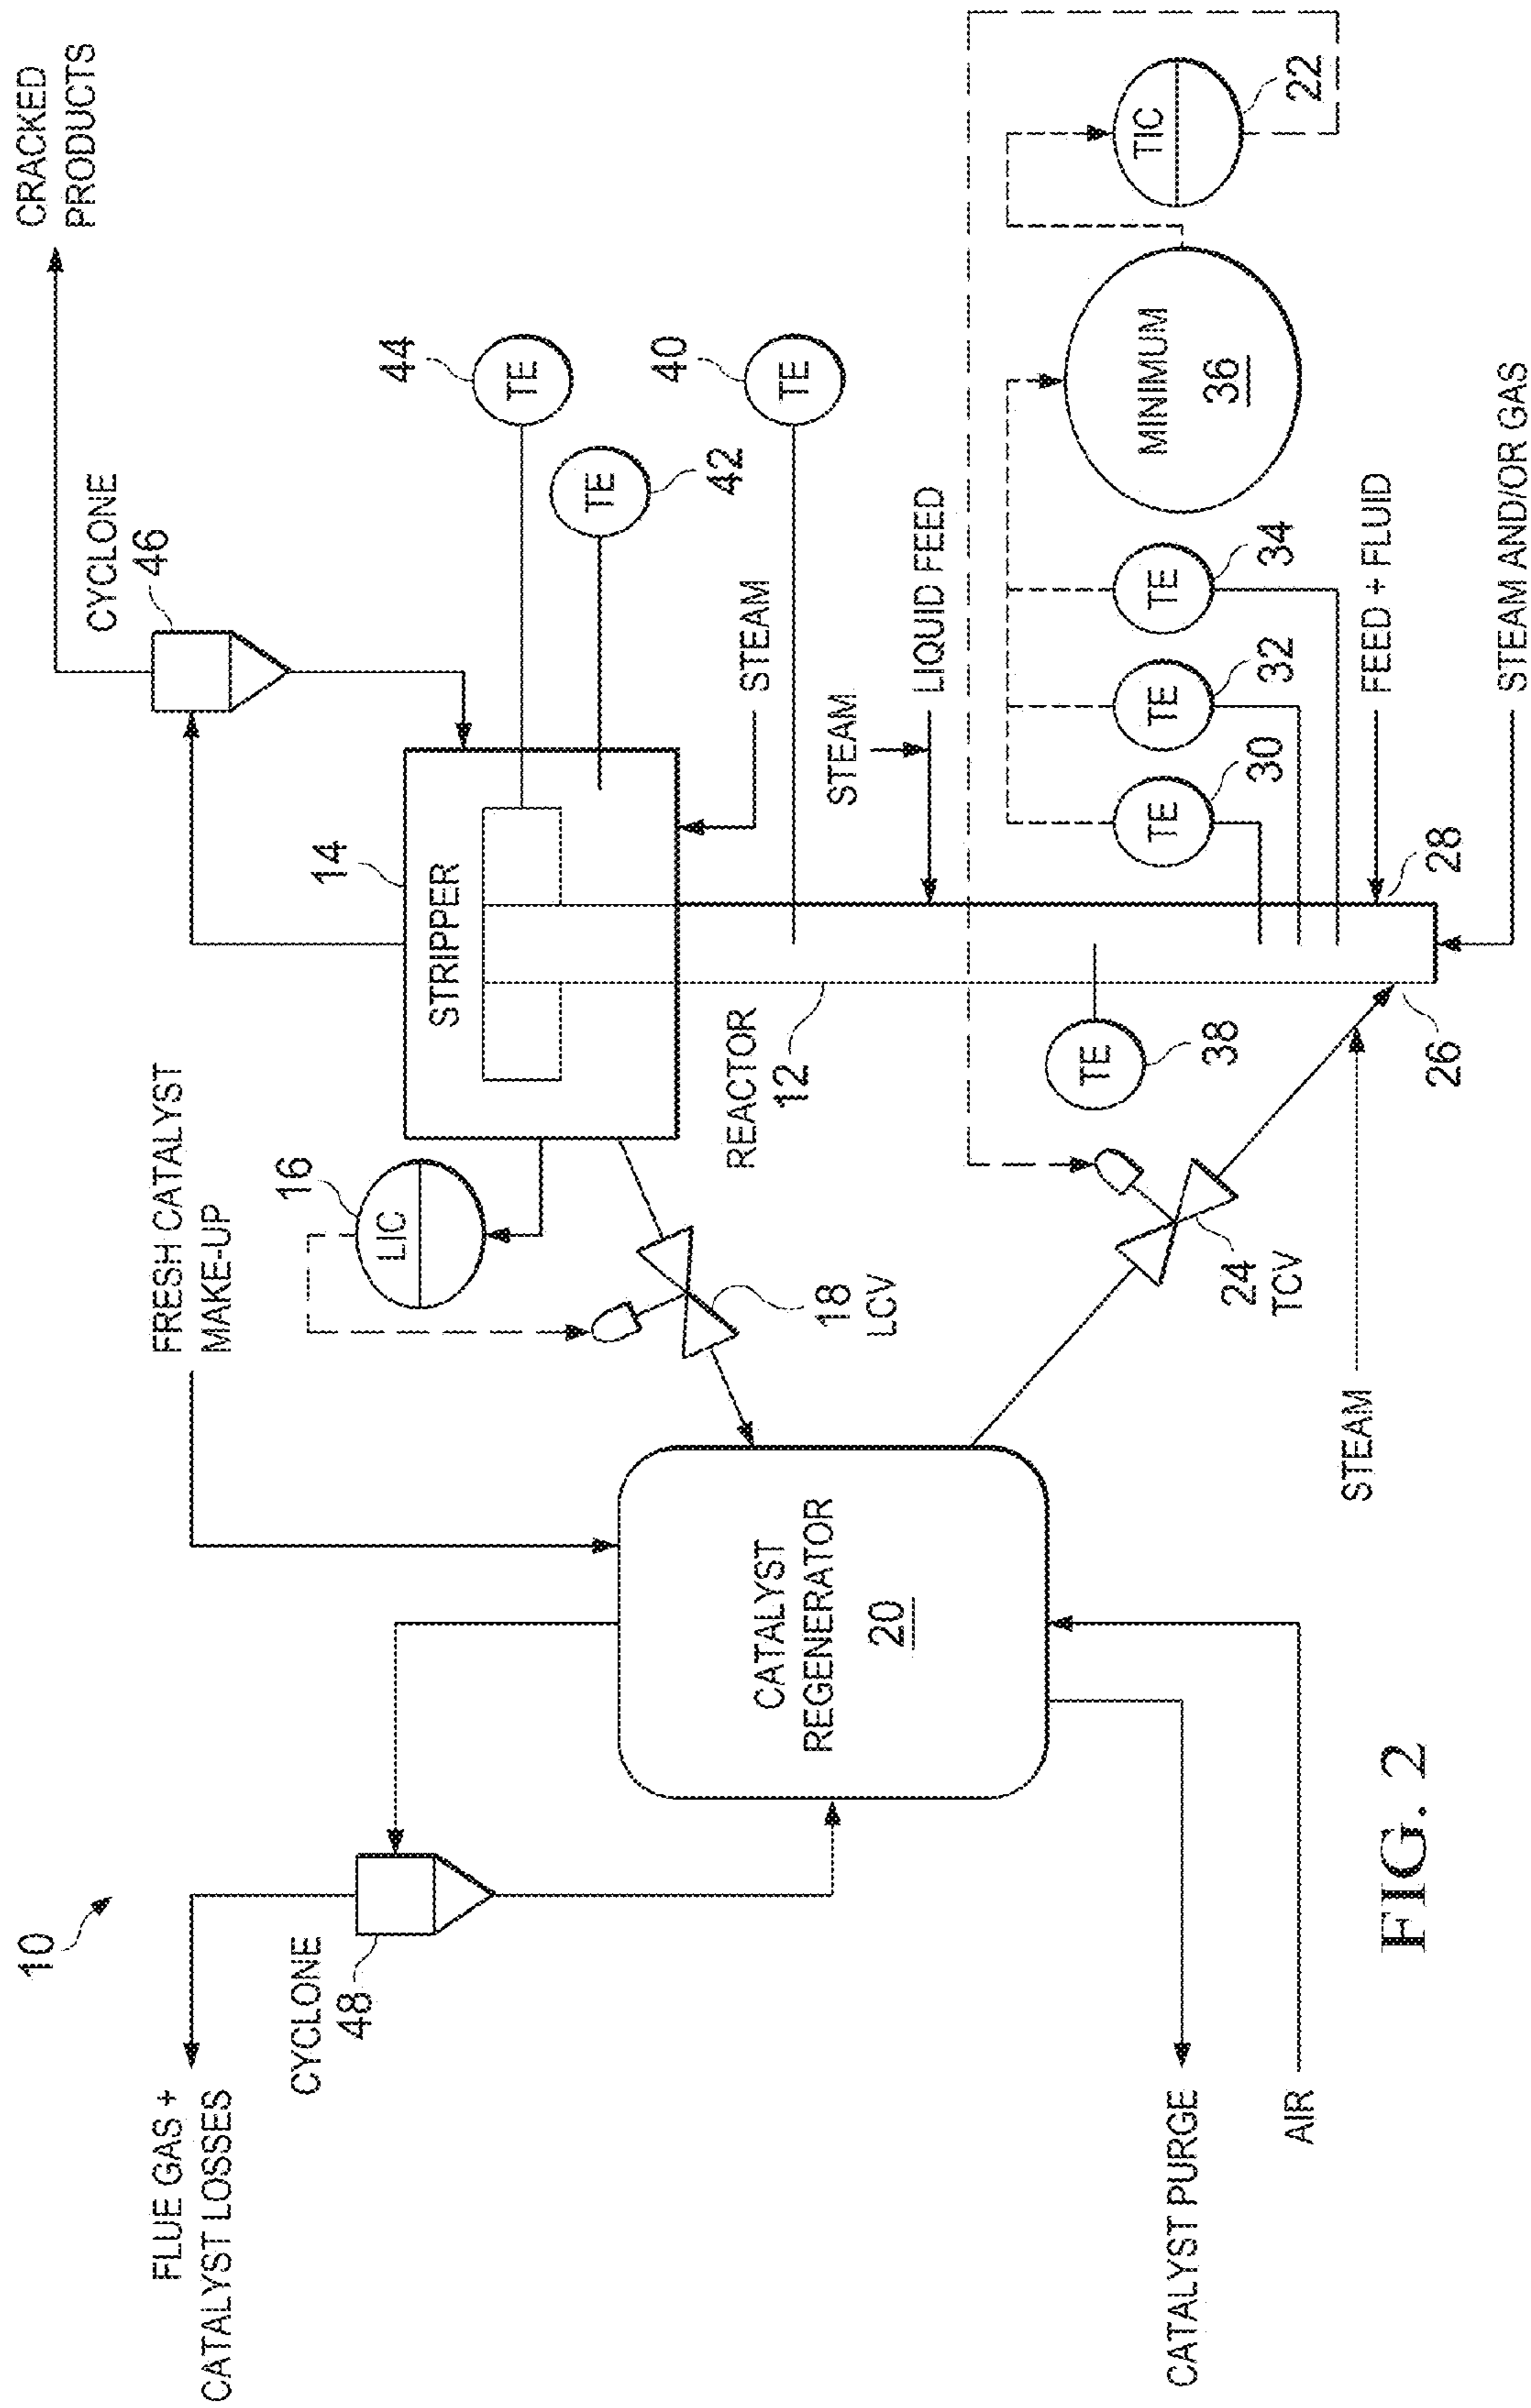 10
FLUE GAS +
CATALYST LOSSES
CYCLONE
48
FRESH CATALYST
MAKE-UP
CYCLONE
46
CRACKED
PRODUCTS
16
LIC
14
STRIPPER
44
TE
TE
42
40
TE
18
LCV
REACTOR
12
STEAM
STEAM
LIQUID FEED
CATALYST
REGENERATOR
20
TE
38
24
TCV
TE
30
TE
32
TE
34
MINIMUM
36
TIC
22
CATALYST PURGE
AIR
STEAM
26
28
FEED + FLUID
STEAM AND/OR GAS
FIG. 2